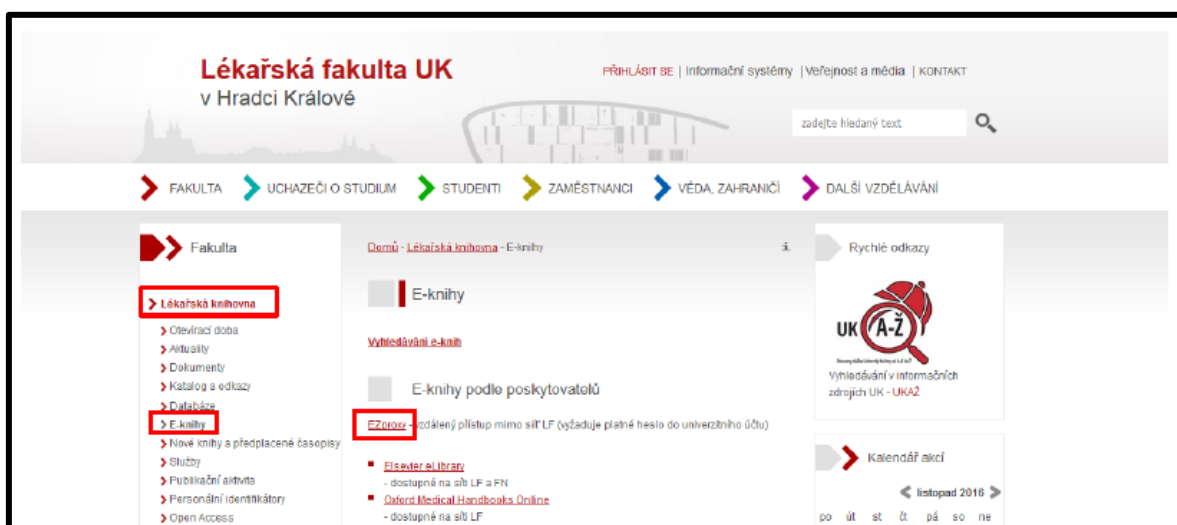 Lékařská fakulta UK
v Hradci Králové
PŘIHLÁSIT SE | Informační systémy | Veřejnost a média | KONTAKT
zadejte hledaný text
FAKULTA UCHAZEČI O STUDIUM STUDENTI ZAMĚSTNANCI VĚDA, ZAHRANIČÍ DALŠÍ VZDĚLÁVÁNÍ
Fakulta
Lékařská knihovna
Otevírací doba
Aktuality
Dokumenty
Katalog a odkazy
Databáze
E-knihy
Nové knihy a předplacené časopisy
Služby
Publikační aktivita
Personální identifikátory
Open Access
Domů - Lékařská knihovna - E-knihy
E-knihy
Vyhledávání e-knih
E-knihy podle poskytovatelů
EZproxy - vzdálený přístup mimo síť LF (vyžaduje platné heslo do univerzitního účtu)
Elsevier eLibrary
- dostupné na síti LF a FN
Oxford Medical Handbooks Online
- dostupné na síti LF
Rychlé odkazy
UK A-Ž
Vyhledávání v informačních
zdrojích UK - UKAŽ
Kalendář akcí
listopad 2016
po út st čt pá so ne